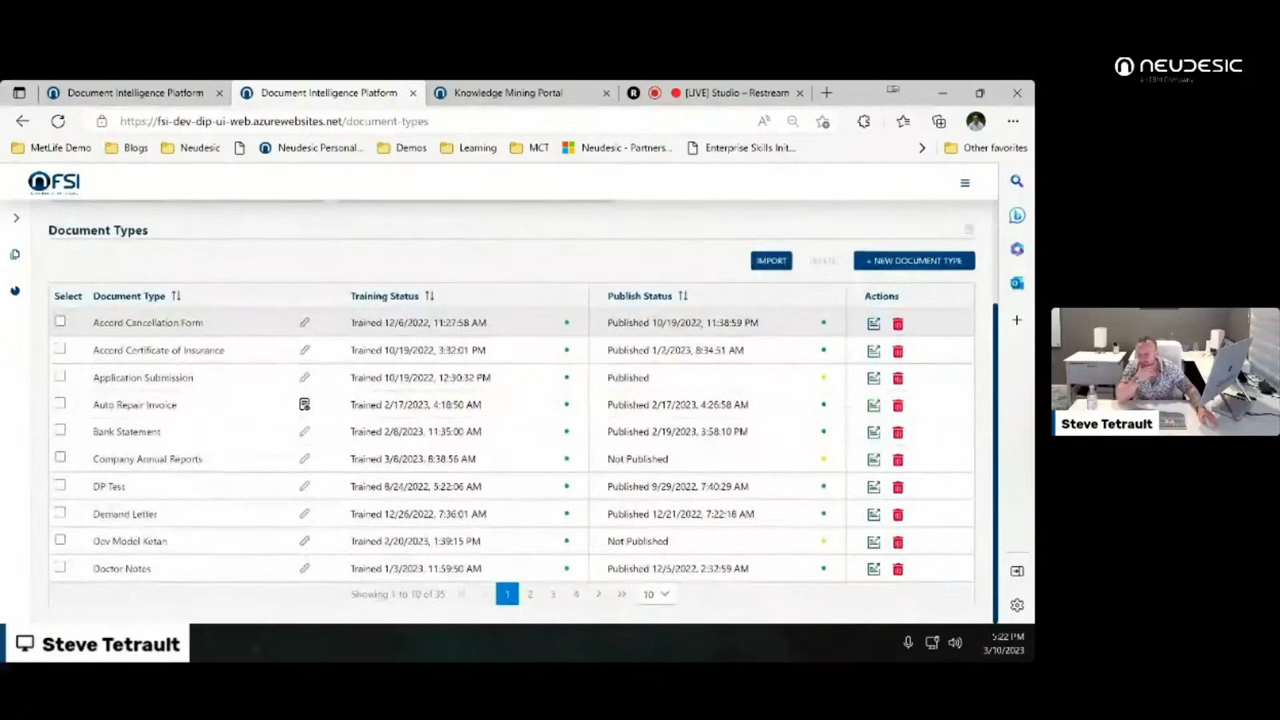 NEUDESIC
an IBM Company
Document Intelligence Platform
Document Intelligence Platform
Knowledge Mining Portal
R
[LIVE] Studio – Restream
https://fsi-dev-dip-ui-web.azurewebsites.net/document-types
MetLife Demo
Blogs
Neudesic
Neudesic Personal...
Demos
Learning
MCT
Neudesic - Partners...
Enterprise Skills Init...
Other favorites
FSI
Document Types
IMPORT
+ NEW DOCUMENT TYPE
Select Document Type Training Status Publish Status Actions
Accord Cancellation Form Trained 12/6/2022, 11:27:58 AM Published 10/19/2022, 11:38:59 PM
Accord Certificate of Insurance Trained 10/19/2022, 3:32:01 PM Published 1/2/2023, 8:34:51 AM
Application Submission Trained 10/19/2022, 12:30:32 PM Published
Auto Repair Invoice Trained 2/17/2023, 4:18:50 AM Published 2/17/2023, 4:26:58 AM
Bank Statement Trained 2/8/2023, 11:35:00 AM Published 2/19/2023, 3:58:10 PM
Company Annual Reports Trained 3/8/2023, 8:38:56 AM Not Published
DP Test Trained 8/24/2022, 5:22:06 AM Published 9/29/2022, 7:40:29 AM
Demand Letter Trained 12/26/2022, 7:36:01 AM Published 12/21/2022, 7:22:18 AM
Dev Model Ketan Trained 2/20/2023, 1:39:15 PM Not Published
Doctor Notes Trained 1/3/2023, 11:59:50 AM Published 12/5/2022, 2:32:59 AM
Showing 1 to 10 of 35 1 2 3 4 10
Steve Tetrault
Steve Tetrault
5:22 PM
3/10/2023